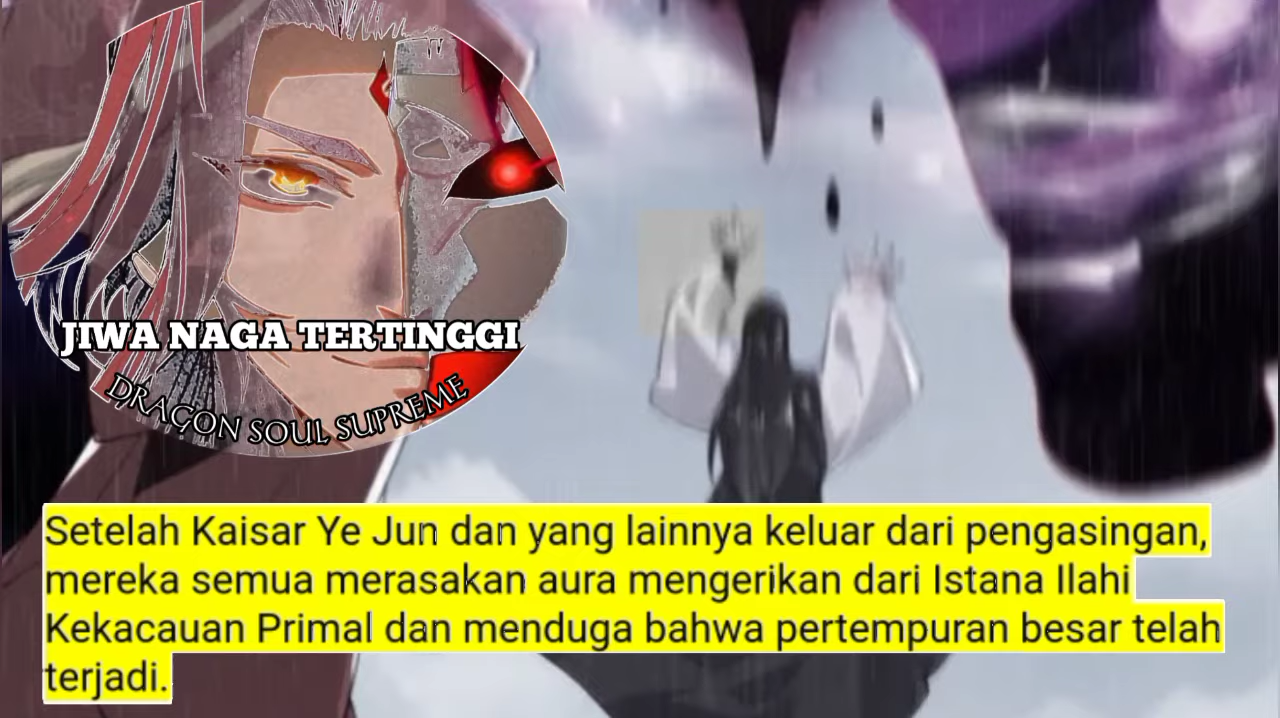 JIWA NAGA TERTINGGI
DRAGON SOUL SUPREME
Setelah Kaisar Ye Jun dan yang lainnya keluar dari pengasingan,
mereka semua merasakan aura mengerikan dari Istana Ilahi
Kekacauan Primal dan menduga bahwa pertempuran besar telah
terjadi.